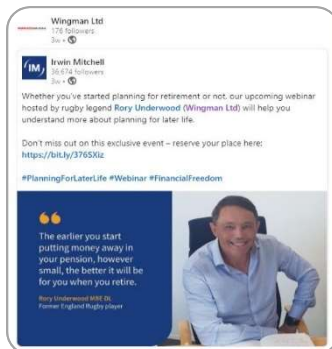 Wingman Ltd
176 followers
3w •
IM
Irwin Mitchell
36,674 followers
3w •
Whether you've started planning for retirement or not, our upcoming webinar
hosted by rugby legend Rory Underwood (Wingman Ltd) will help you
understand more about planning for later life.
Don't miss out on this exclusive event – reserve your place here:
https://bit.ly/376SXiz
#PlanningForLaterLife #Webinar #FinancialFreedom
The earlier you start
putting money away in
your pension, however
small, the better it will be
for you when you retire.
Rory Underwood MBE DL
Former England Rugby player